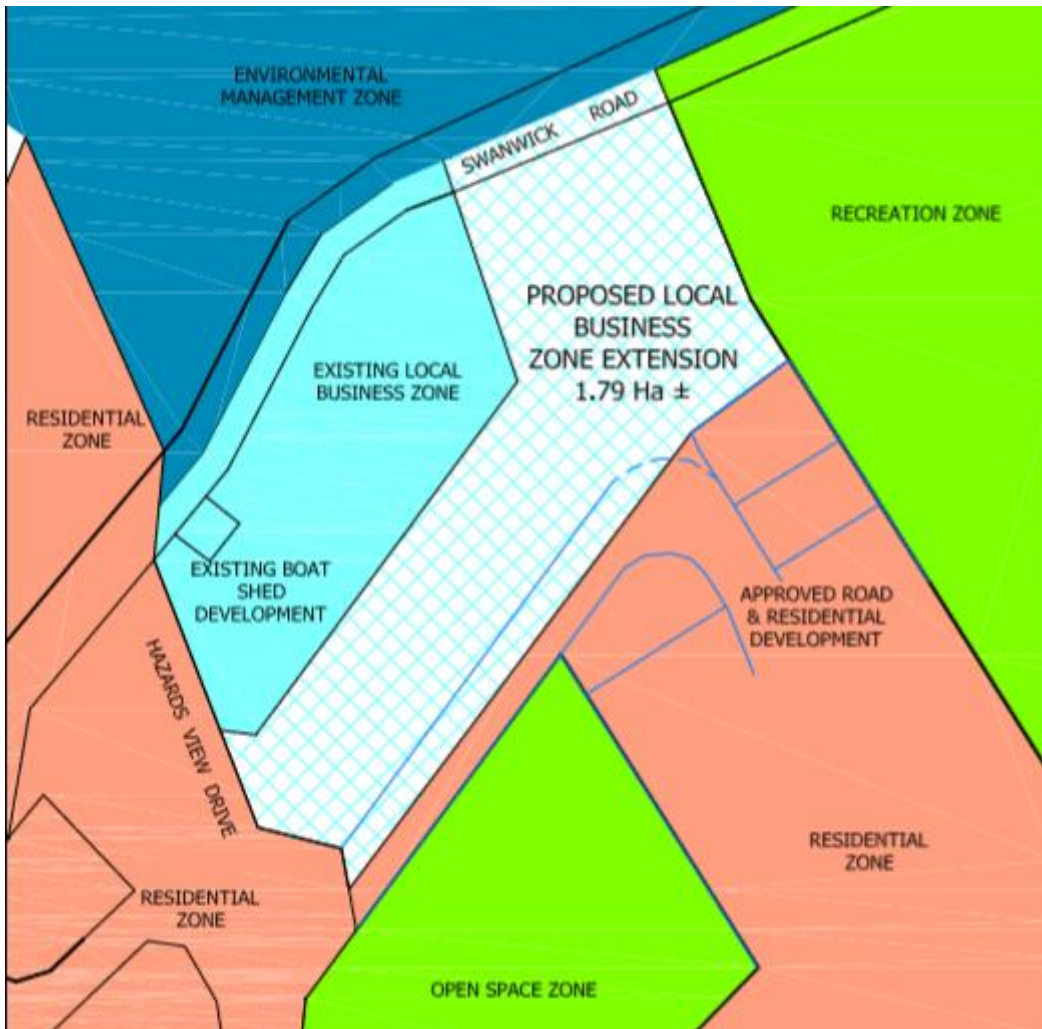 ENVIRONMENTAL
MANAGEMENT ZONE
SWANWICK ROAD
RECREATION ZONE
PROPOSED LOCAL
BUSINESS
ZONE EXTENSION
1.79 Ha ±
EXISTING LOCAL
BUSINESS ZONE
RESIDENTIAL
ZONE
EXISTING BOAT
SHED
DEVELOPMENT
APPROVED ROAD
& RESIDENTIAL
DEVELOPMENT
HAZARDS VIEW DRIVE
RESIDENTIAL
ZONE
RESIDENTIAL
ZONE
OPEN SPACE ZONE